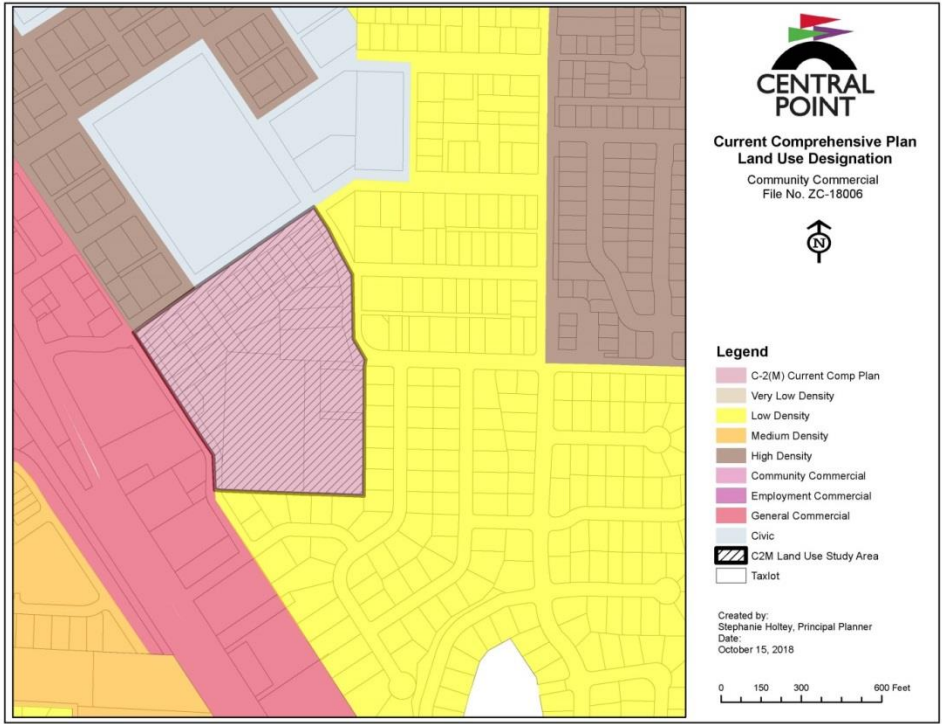 CENTRAL
POINT
Current Comprehensive Plan
Land Use Designation
Community Commercial
File No. ZC-18006
N
Legend
C-2(M) Current Comp Plan
Very Low Density
Low Density
Medium Density
High Density
Community Commercial
Employment Commercial
General Commercial
Civic
C2M Land Use Study Area
Taxlot
Created by:
Stephanie Holtey, Principal Planner
Date:
October 15, 2018
0 150 300 600 Feet